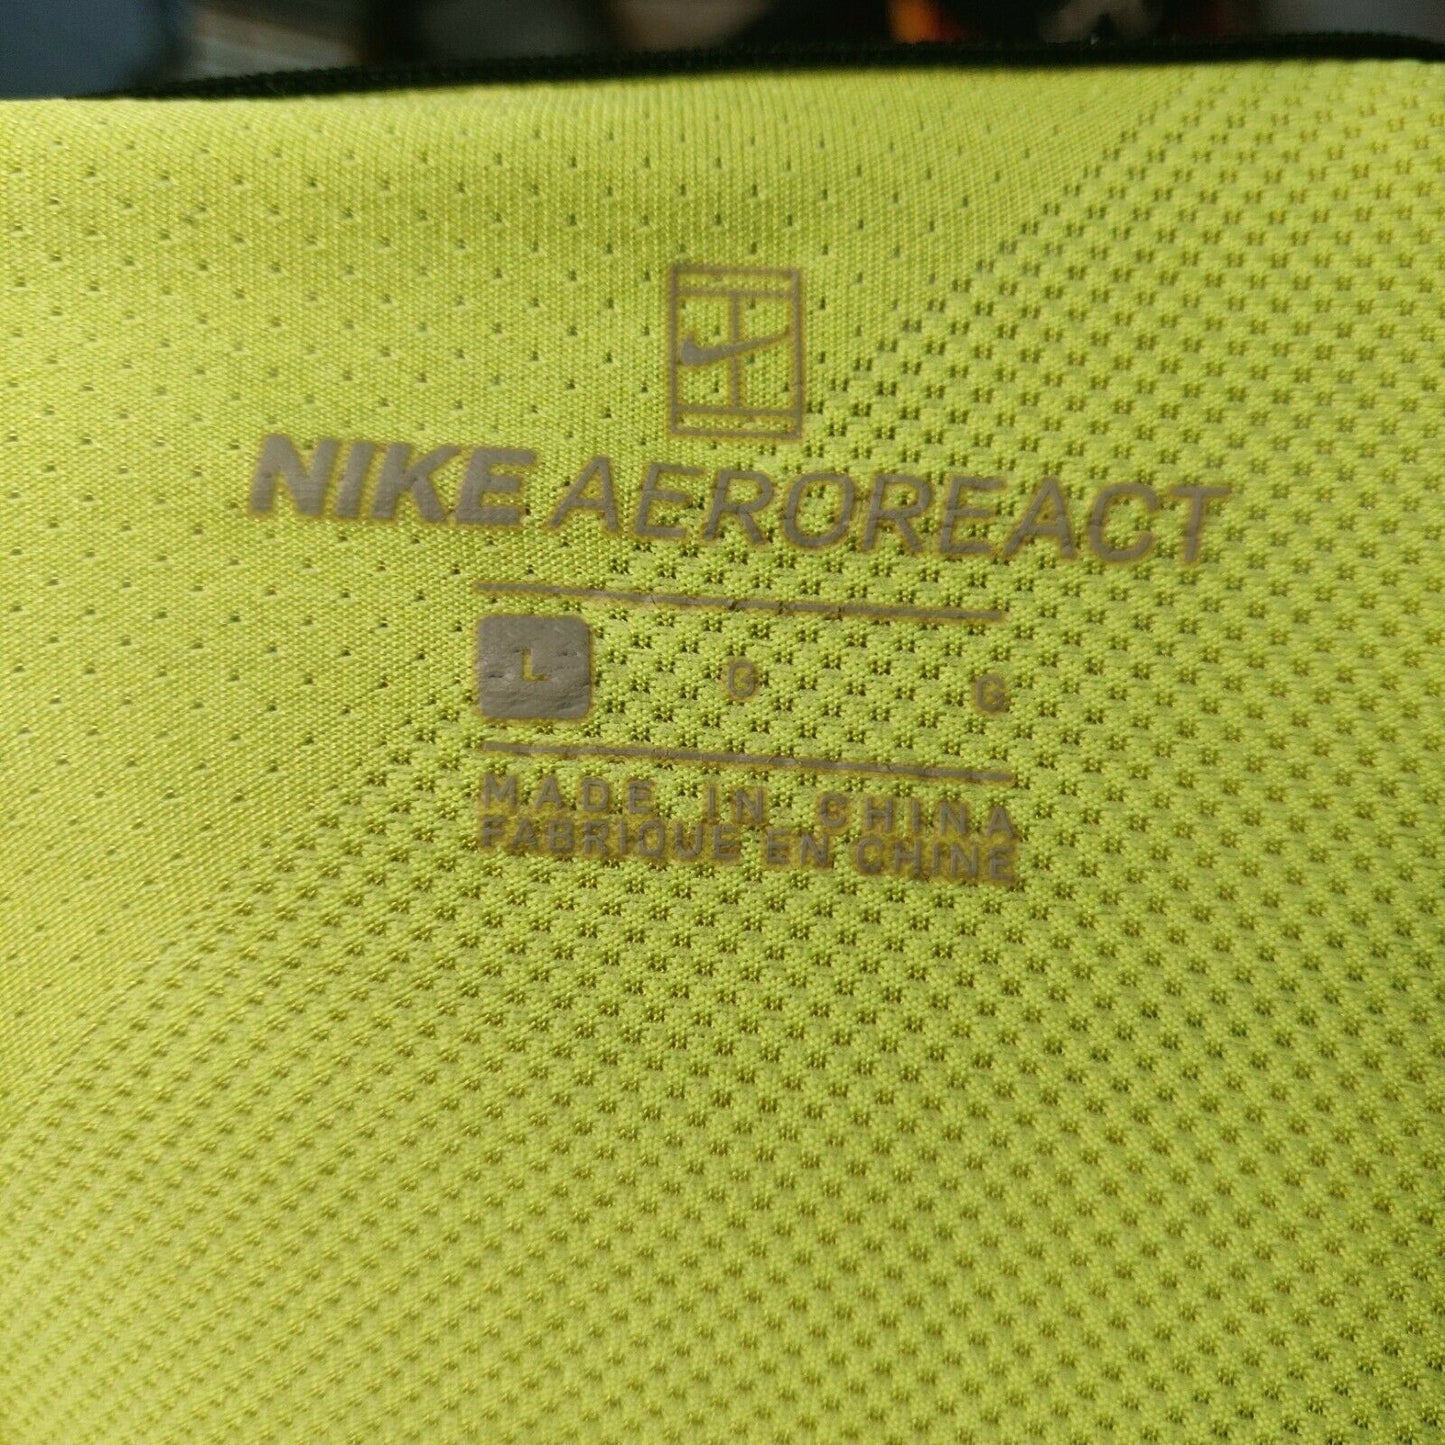 NIKE AEROREACT
L G G
MADE IN CHINA
FABRIQUE EN CHINE